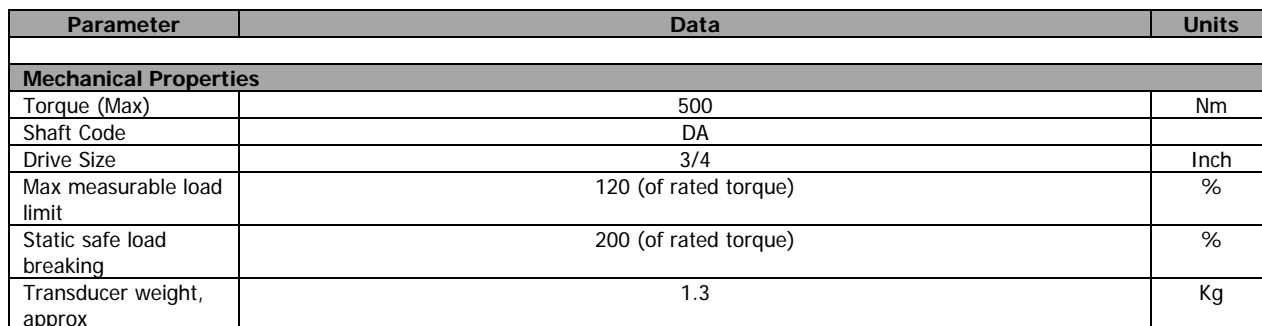 Parameter Data Units
Mechanical Properties
Torque (Max) 500 Nm
Shaft Code DA
Drive Size 3/4 Inch
Max measurable load 120 (of rated torque) %
limit
Static safe load 200 (of rated torque) %
breaking
Transducer weight, 1.3 Kg
approx